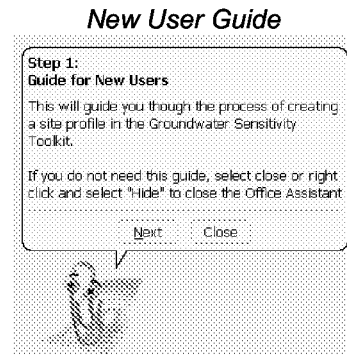 New User Guide
Step 1:
Guide for New Users
This will guide you though the process of creating
a site profile in the Groundwater Sensitivity
Toolkit.
If you do not need this guide, select close or right
click and select "Hide" to close the Office Assistant
Next Close